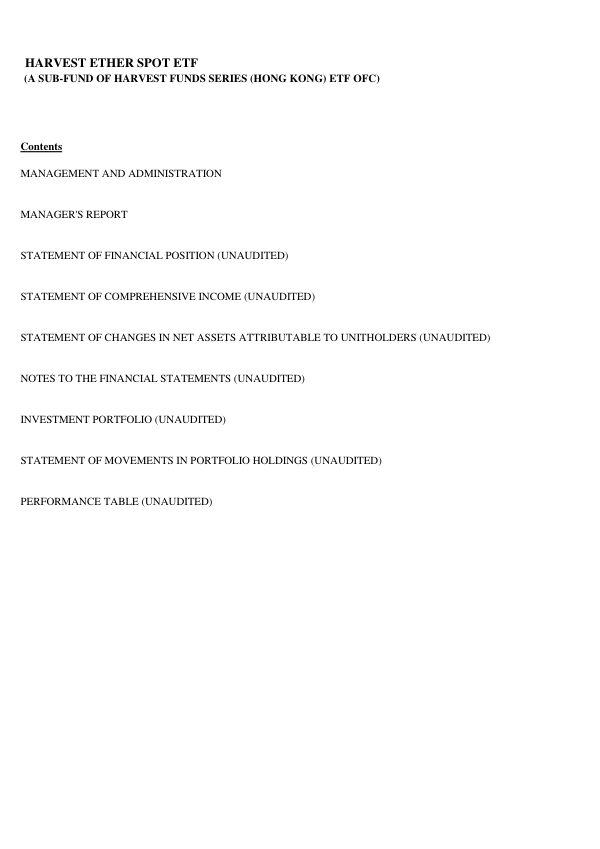 HARVEST ETHER SPOT ETF
(A SUB-FUND OF HARVEST FUNDS SERIES (HONG KONG) ETF OFC)
Contents
MANAGEMENT AND ADMINISTRATION
MANAGER'S REPORT
STATEMENT OF FINANCIAL POSITION (UNAUDITED)
STATEMENT OF COMPREHENSIVE INCOME (UNAUDITED)
STATEMENT OF CHANGES IN NET ASSETS ATTRIBUTABLE TO UNITHOLDERS (UNAUDITED)
NOTES TO THE FINANCIAL STATEMENTS (UNAUDITED)
INVESTMENT PORTFOLIO (UNAUDITED)
STATEMENT OF MOVEMENTS IN PORTFOLIO HOLDINGS (UNAUDITED)
PERFORMANCE TABLE (UNAUDITED)